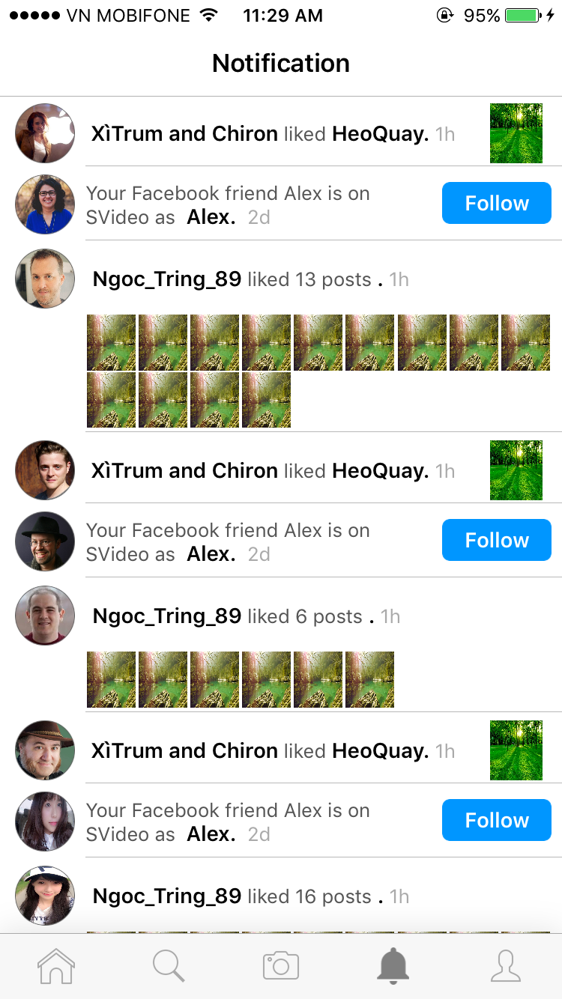 VN MOBIFONE 11:29 AM 95%
Notification
XìTrum and Chiron liked HeoQuay. 1h
Your Facebook friend Alex is on
SVideo as Alex. 2d
Follow
Ngoc_Tring_89 liked 13 posts . 1h
XìTrum and Chiron liked HeoQuay. 1h
Your Facebook friend Alex is on
SVideo as Alex. 2d
Follow
Ngoc_Tring_89 liked 6 posts . 1h
XìTrum and Chiron liked HeoQuay. 1h
Your Facebook friend Alex is on
SVideo as Alex. 2d
Follow
Ngoc_Tring_89 liked 16 posts . 1h